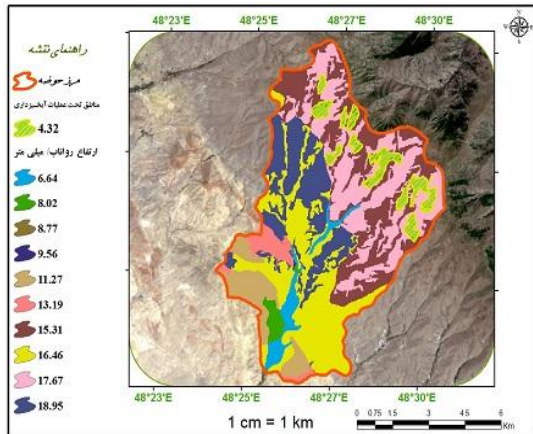 48°23'E 48°25'E 48°27'E 48°30'E
راهنمای نقشه
مرز حوضه
مناطق تحت عملیات آبخیزداری
4.32
ارتفاع رواناب/ میلی متر
6.64
8.02
8.77
9.56
11.27
13.19
15.31
16.46
17.67
18.95
48°23'E 48°25'E 48°27'E 48°30'E
1 cm = 1 km
0 0.75 1.5 3 4.5 6
Km